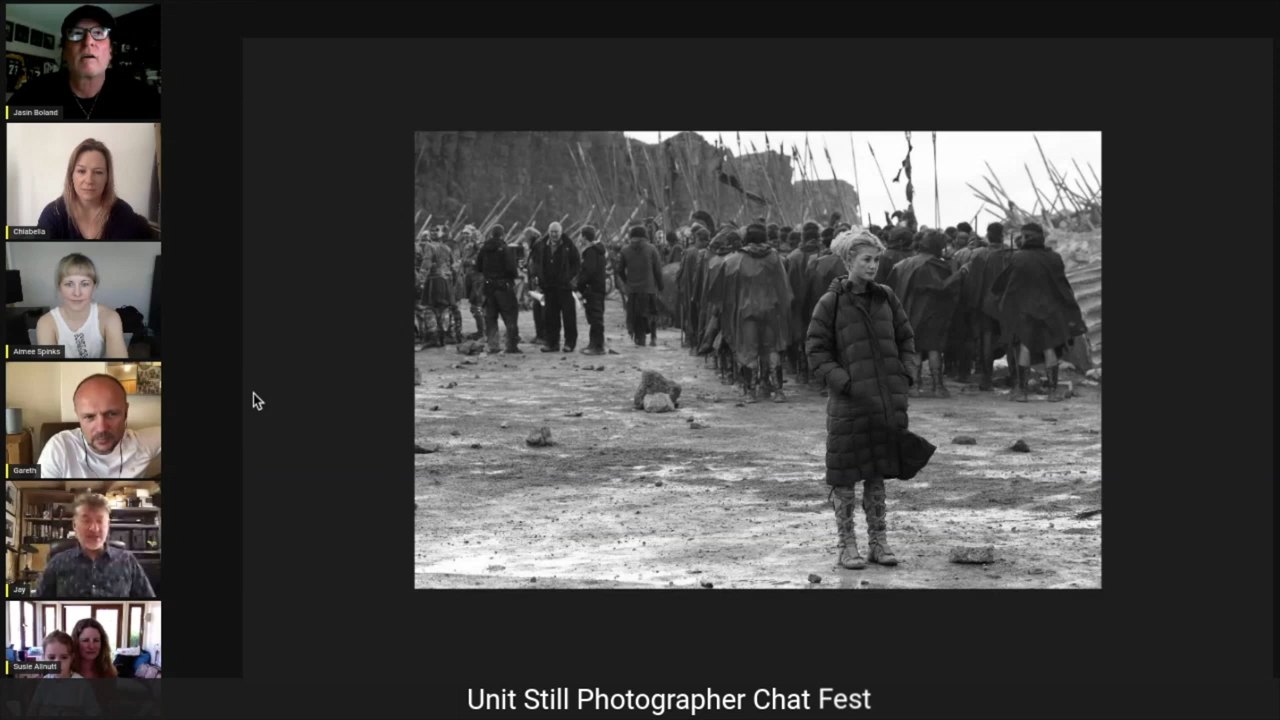 Jasin Boland
Chiabella
Aimee Spinks
Gareth
Jay
Susie Allnutt
Unit Still Photographer Chat Fest